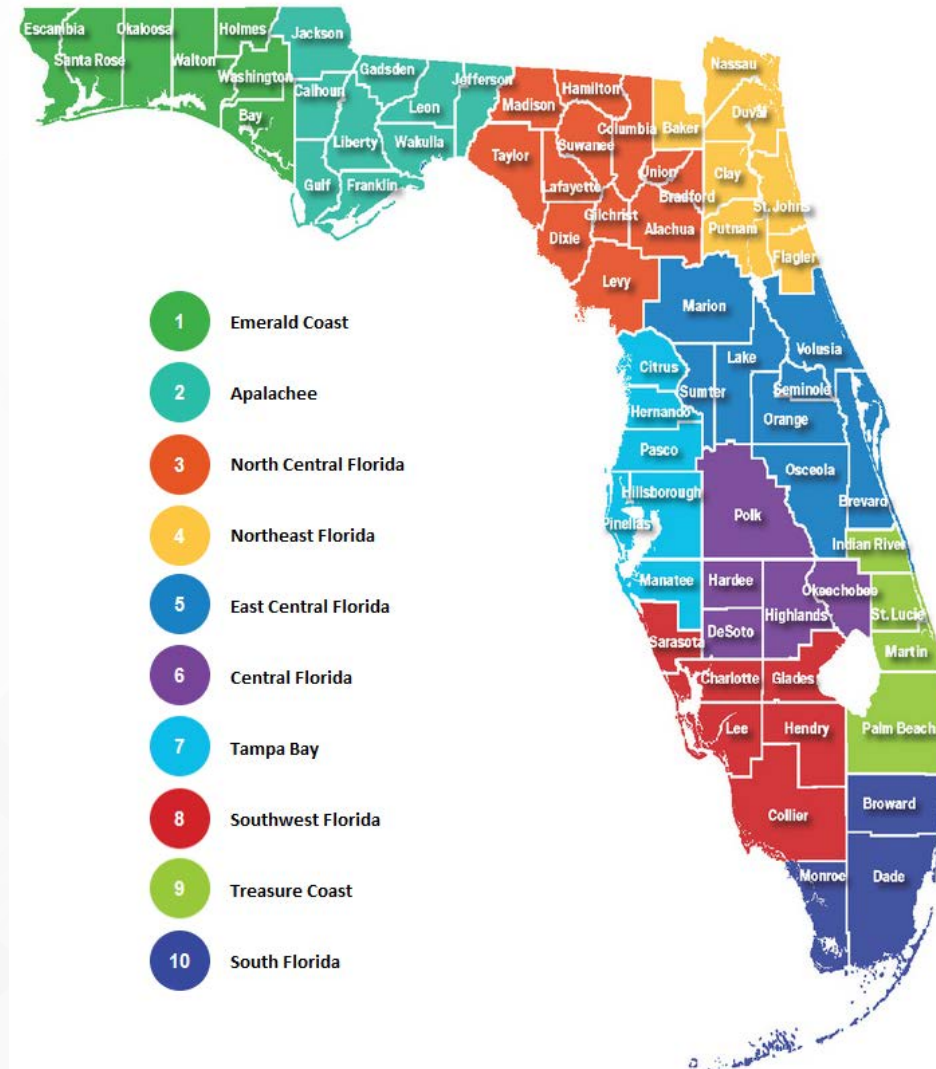 Escambia
Santa Rose
Okaloosa
Walton
Holmes
Washington
Bay
Jackson
Calhoun
Gulf
Liberty
Gadsden
Franklin
Leon
Wakulla
Jefferson
Madison
Taylor
Hamilton
Suwanee
Lafayette
Dixie
Columbia
Gilchrist
Levy
Union
Bradford
Alachua
Baker
Nassau
Duval
Clay
St. Johns
Putnam
Flagler
Marion
Volusia
Lake
Sumter
Seminole
Orange
Osceola
Brevard
Citrus
Hernando
Pasco
Hillsborough
Pinellas
Manatee
Polk
Hardee
DeSoto
Highlands
Okeechobee
Indian River
St. Lucie
Martin
Palm Beach
Sarasota
Charlotte
Glades
Lee
Hendry
Collier
Broward
Monroe
Dade
1 Emerald Coast
2 Apalachee
3 North Central Florida
4 Northeast Florida
5 East Central Florida
6 Central Florida
7 Tampa Bay
8 Southwest Florida
9 Treasure Coast
10 South Florida